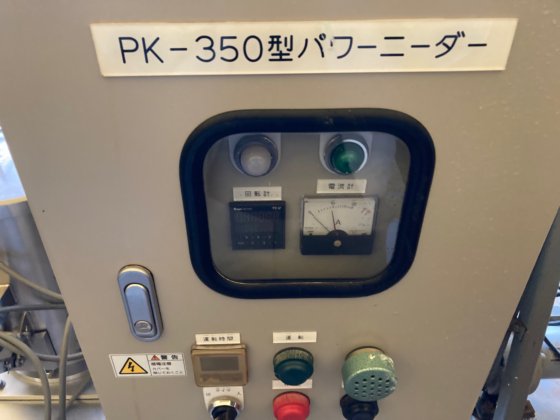 PK-350型パワーニーダー
回転計
電流計
A
運転時間
運転
警告